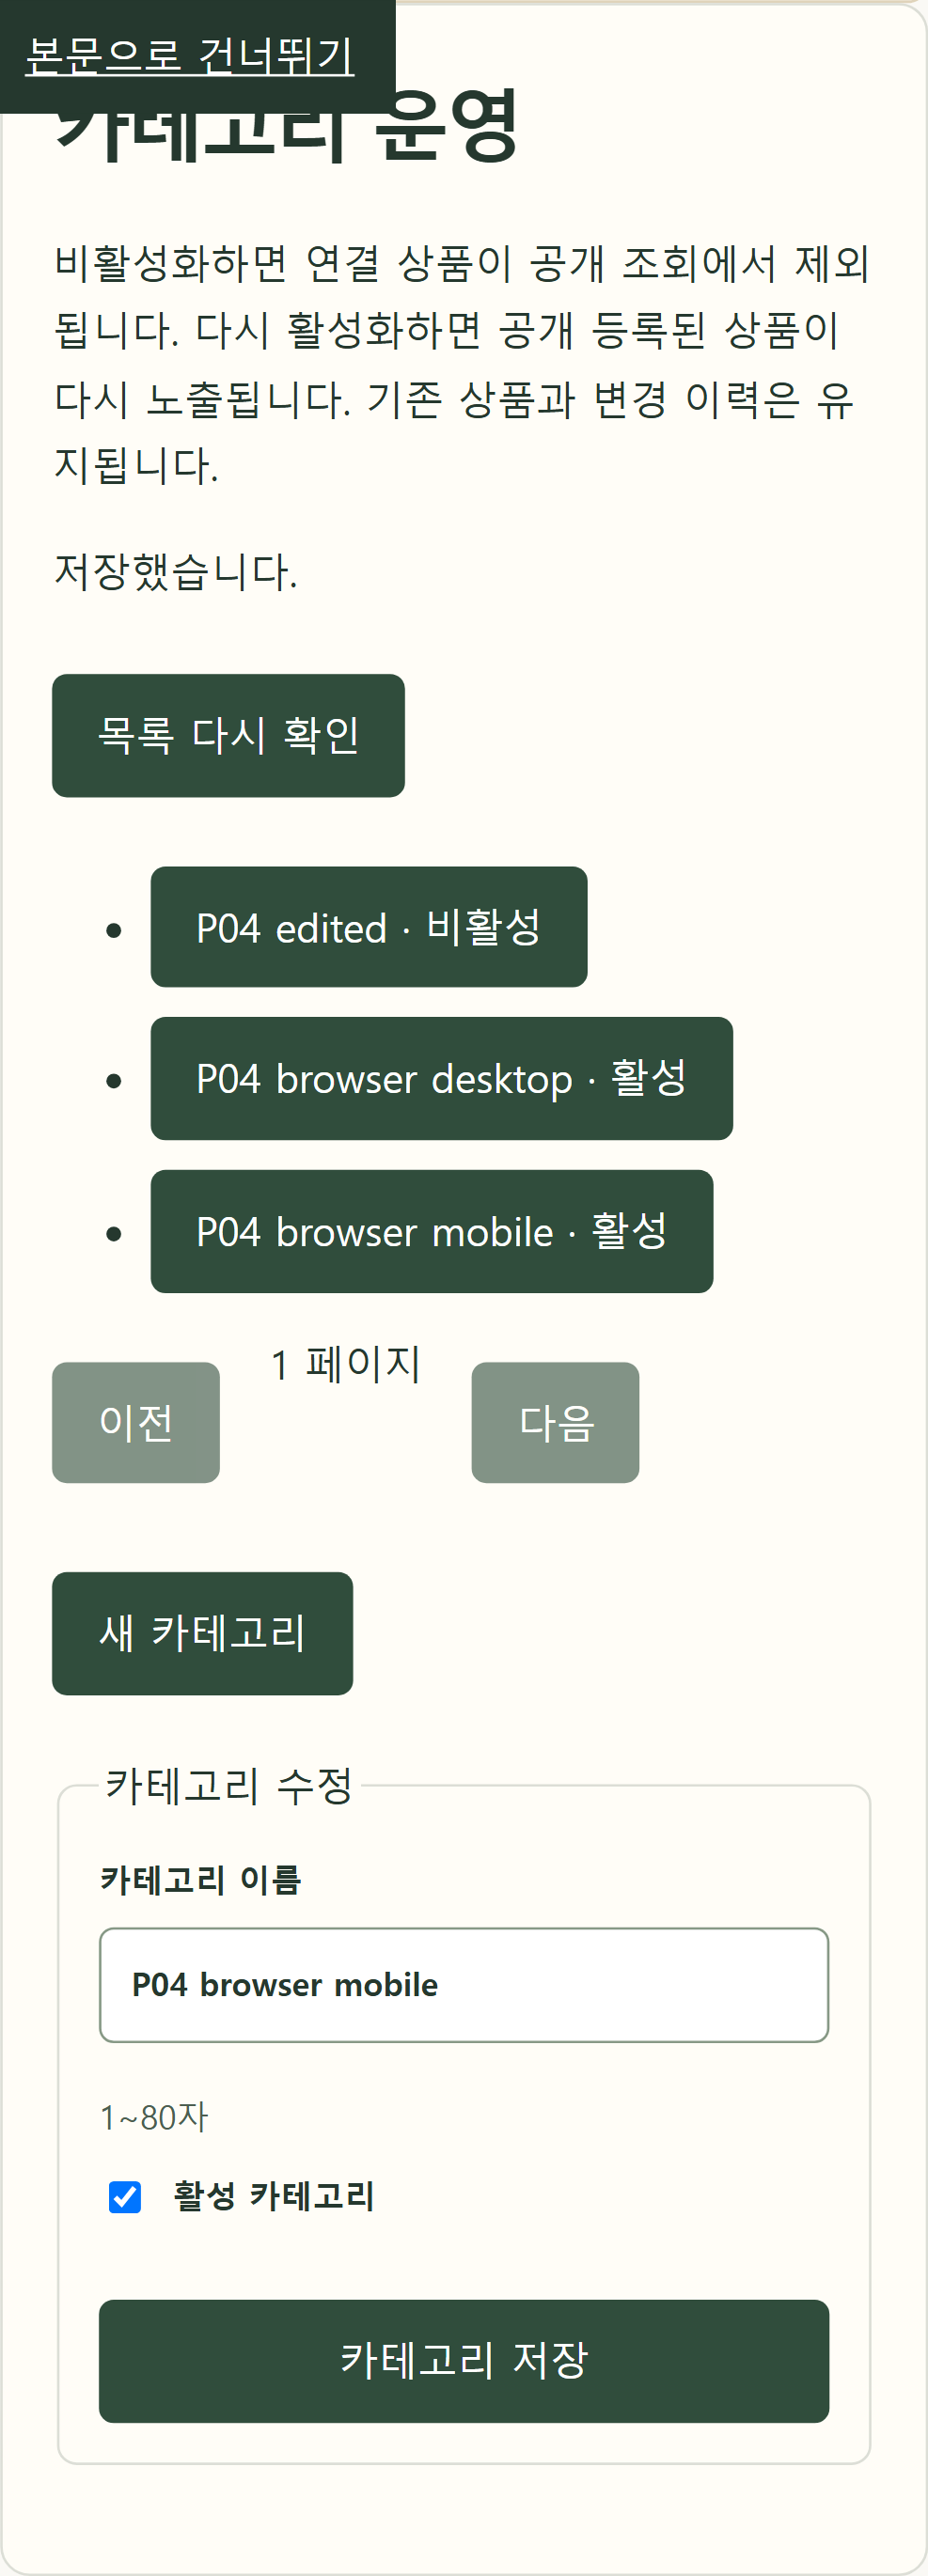 본문으로 건너뛰기
카테고리 운영
비활성화하면 연결 상품이 공개 조회에서 제외
됩니다. 다시 활성화하면 공개 등록된 상품이
다시 노출됩니다. 기존 상품과 변경 이력은 유
지됩니다.
저장했습니다.
목록 다시 확인
P04 edited · 비활성
P04 browser desktop · 활성
P04 browser mobile · 활성
이전
1 페이지
다음
새 카테고리
카테고리 수정
카테고리 이름
P04 browser mobile
1~80자
활성 카테고리
카테고리 저장